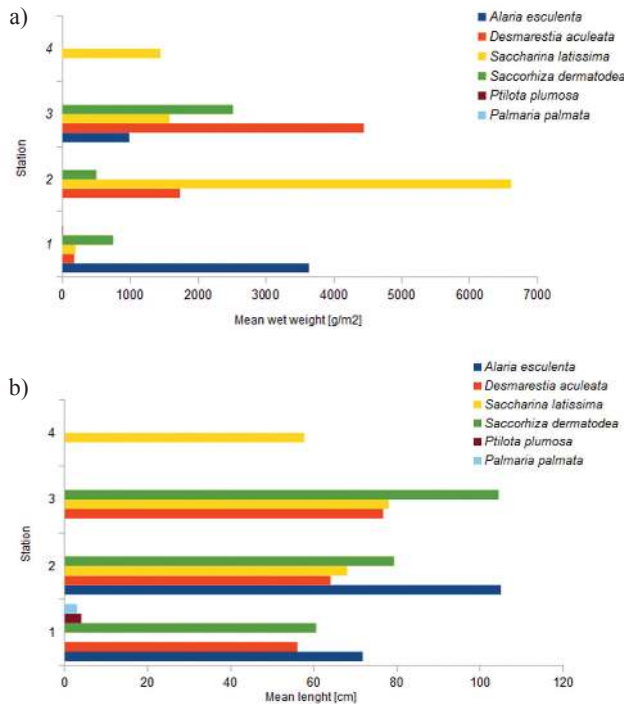 a)
Alaria esculenta
Desmarestia aculeata
Saccharina latissima
Saccorhiza dermatodea
Ptilota plumosa
Palmaria palmata
4
3
2
1
Station
0 1000 2000 3000 4000 5000 6000 7000
Mean wet weight [g/m2]
b)
Alaria esculenta
Desmarestia aculeata
Saccharina latissima
Saccorhiza dermatodea
Ptilota plumosa
Palmaria palmata
4
3
2
1
Station
0 20 40 60 80 100 120
Mean lenght [cm]